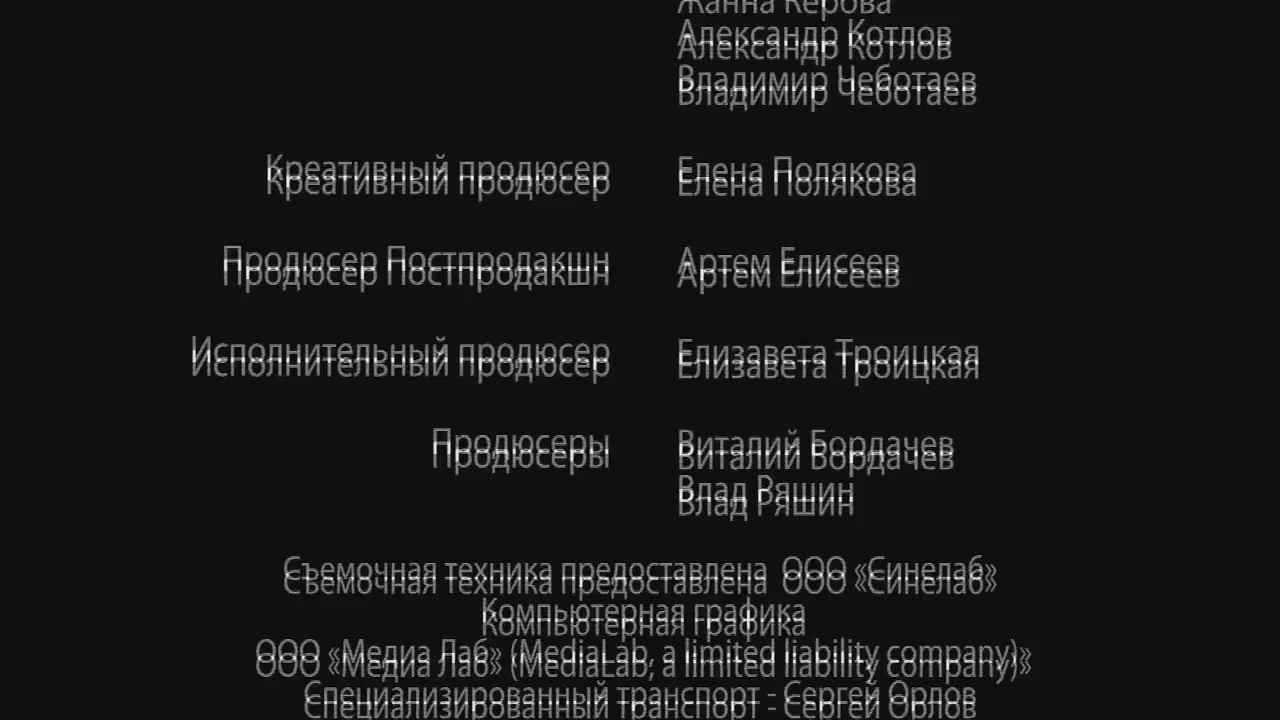 Жанна Керова
Александр Котлов
Владимир Чеботаев
Креативный продюсер Елена Полякова
Продюсер Постпродакшн Артем Елисеев
Исполнительный продюсер Елизавета Троицкая
Продюсеры Виталий Бордачев
Влад Ряшин
Съемочная техника предоставлена ООО «Синелаб»
Компьютерная графика
ООО «Медиа Лаб» (MediaLab, a limited liability company)»
Специализированный транспорт - Сергей Орлов